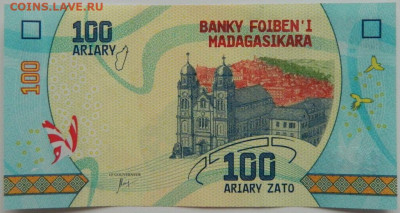 COINS.LAVE.RU
100
ARIARY
BANKY FOIBEN'I
MADAGASIKARA
100
100
ARIARY ZATO